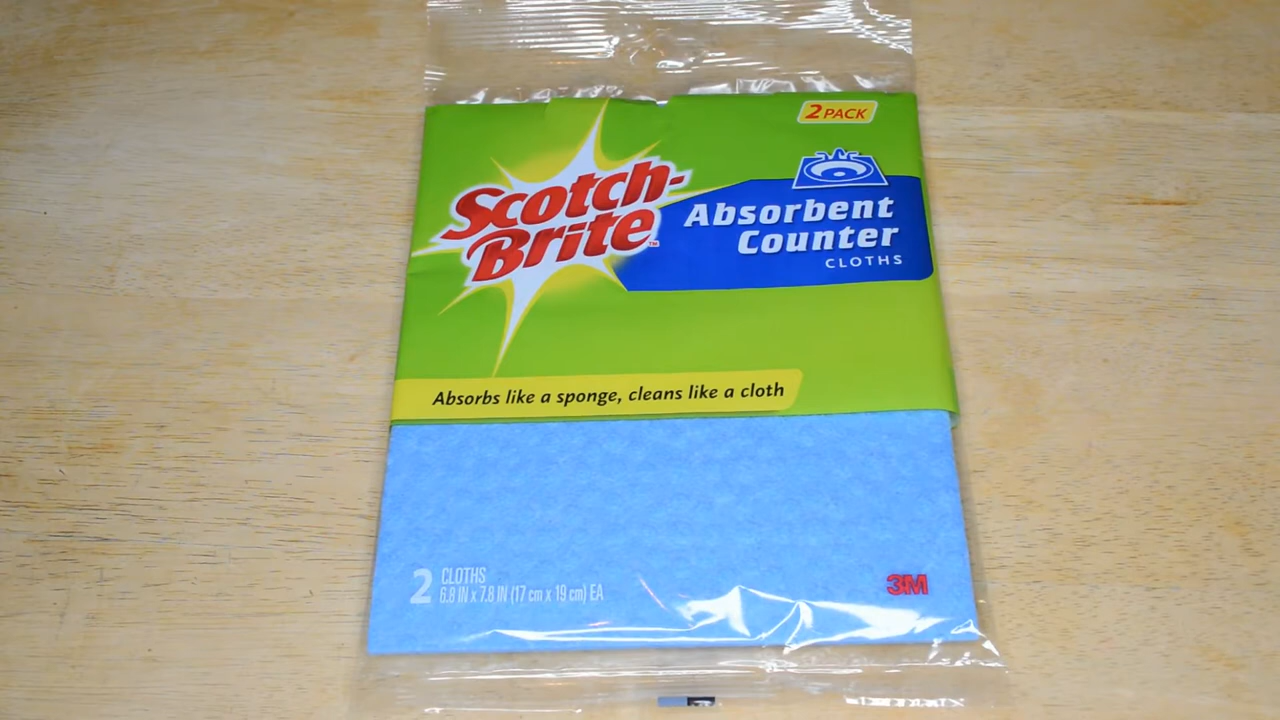 2 PACK
Scotch-
Brite™
Absorbent
Counter
CLOTHS
Absorbs like a sponge, cleans like a cloth
2 CLOTHS
6.8 IN x 7.8 IN (17 cm x 19 cm) EA
3M